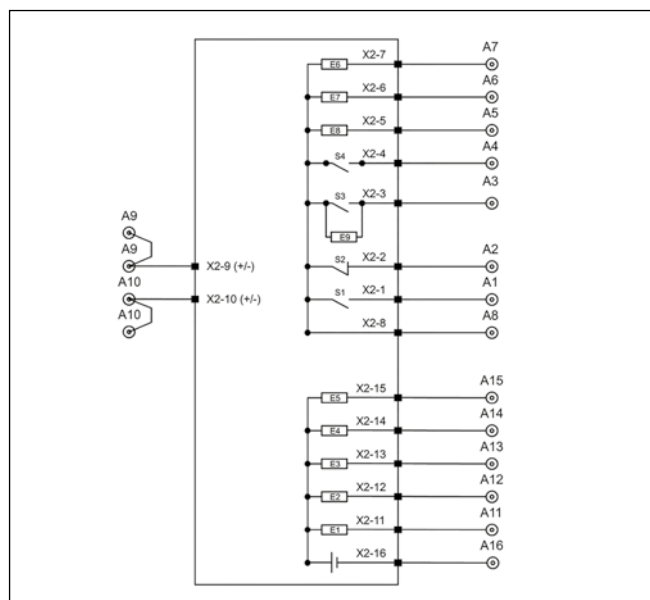 A7
E6 X2-7
A6
E7 X2-6
A5
E8 X2-5
A4
S4 X2-4
A3
S3 X2-3
E9
A9
A9
X2-9 (+/-)
A10
X2-10 (+/-)
A10
A2
S2 X2-2
A1
S1 X2-1
A8
X2-8
A15
E5 X2-15
A14
E4 X2-14
A13
E3 X2-13
A12
E2 X2-12
A11
E1 X2-11
A16
X2-16